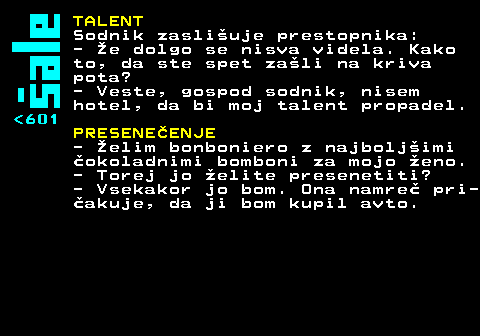 Šale
<601
TALENT
Sodnik zaslišuje prestopnika:
- Že dolgo se nisva videla. Kako
to, da ste spet zašli na kriva
pota?
- Veste, gospod sodnik, nisem
hotel, da bi moj talent propadel.
PRESENEČENJE
- Želim bonboniero z najboljšimi
čokoladnimi bomboni za mojo ženo.
- Torej jo želite presenetiti?
- Vsekakor jo bom. Ona namreč pri-
čakuje, da ji bom kupil avto.